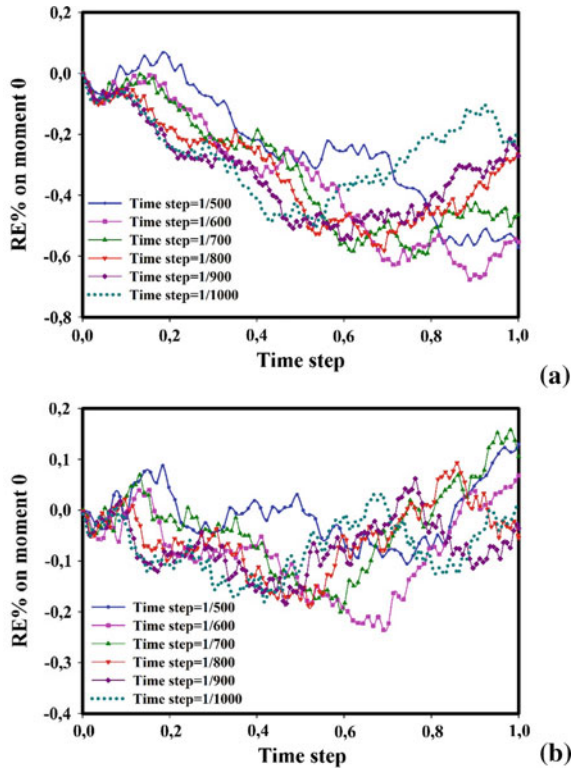 0,2
0,0
-0,2
-0,4
-0,6
-0,8
RE% on moment 0
Time step=1/500
Time step=1/600
Time step=1/700
Time step=1/800
Time step=1/900
Time step=1/1000
0,0 0,2 0,4 0,6 0,8 1,0
Time step
(a)
0,2
0,1
0,0
-0,1
-0,2
-0,3
-0,4
RE% on moment 0
Time step=1/500
Time step=1/600
Time step=1/700
Time step=1/800
Time step=1/900
Time step=1/1000
0,0 0,2 0,4 0,6 0,8 1,0
Time step
(b)